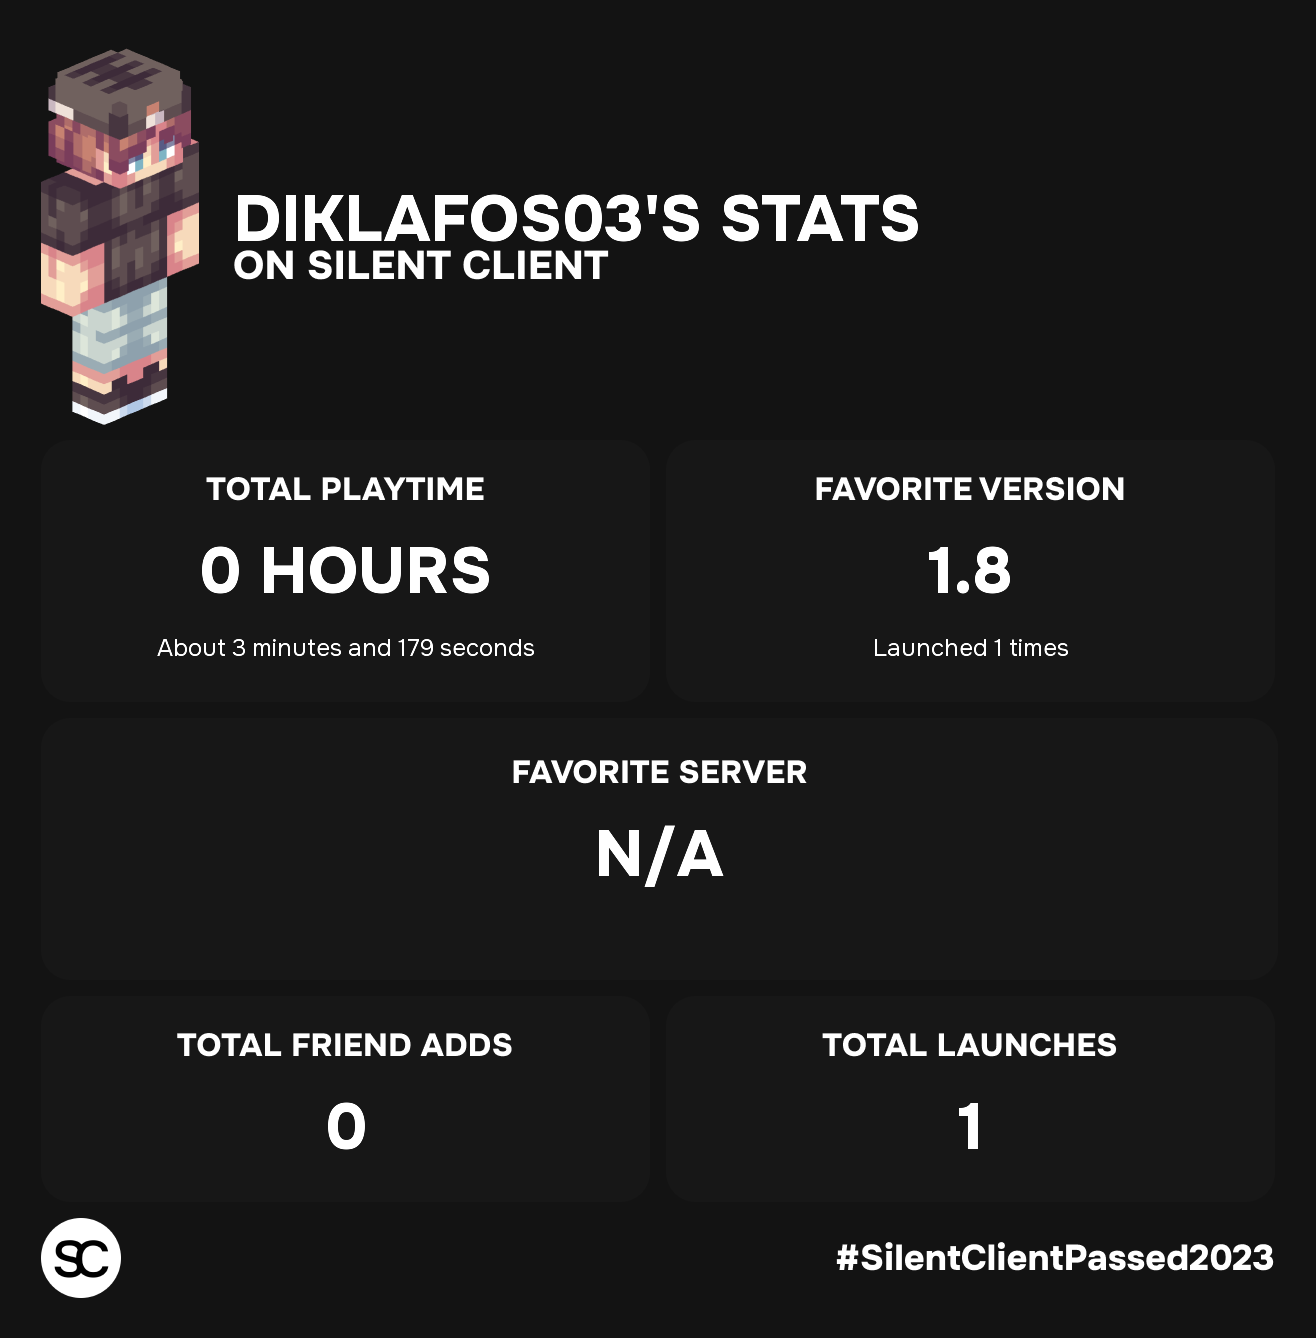 DIKLAFOS03'S STATS
ON SILENT CLIENT
TOTAL PLAYTIME
0 HOURS
About 3 minutes and 179 seconds
FAVORITE VERSION
1.8
Launched 1 times
FAVORITE SERVER
N/A
TOTAL FRIEND ADDS
0
TOTAL LAUNCHES
1
SC
#SilentClientPassed2023